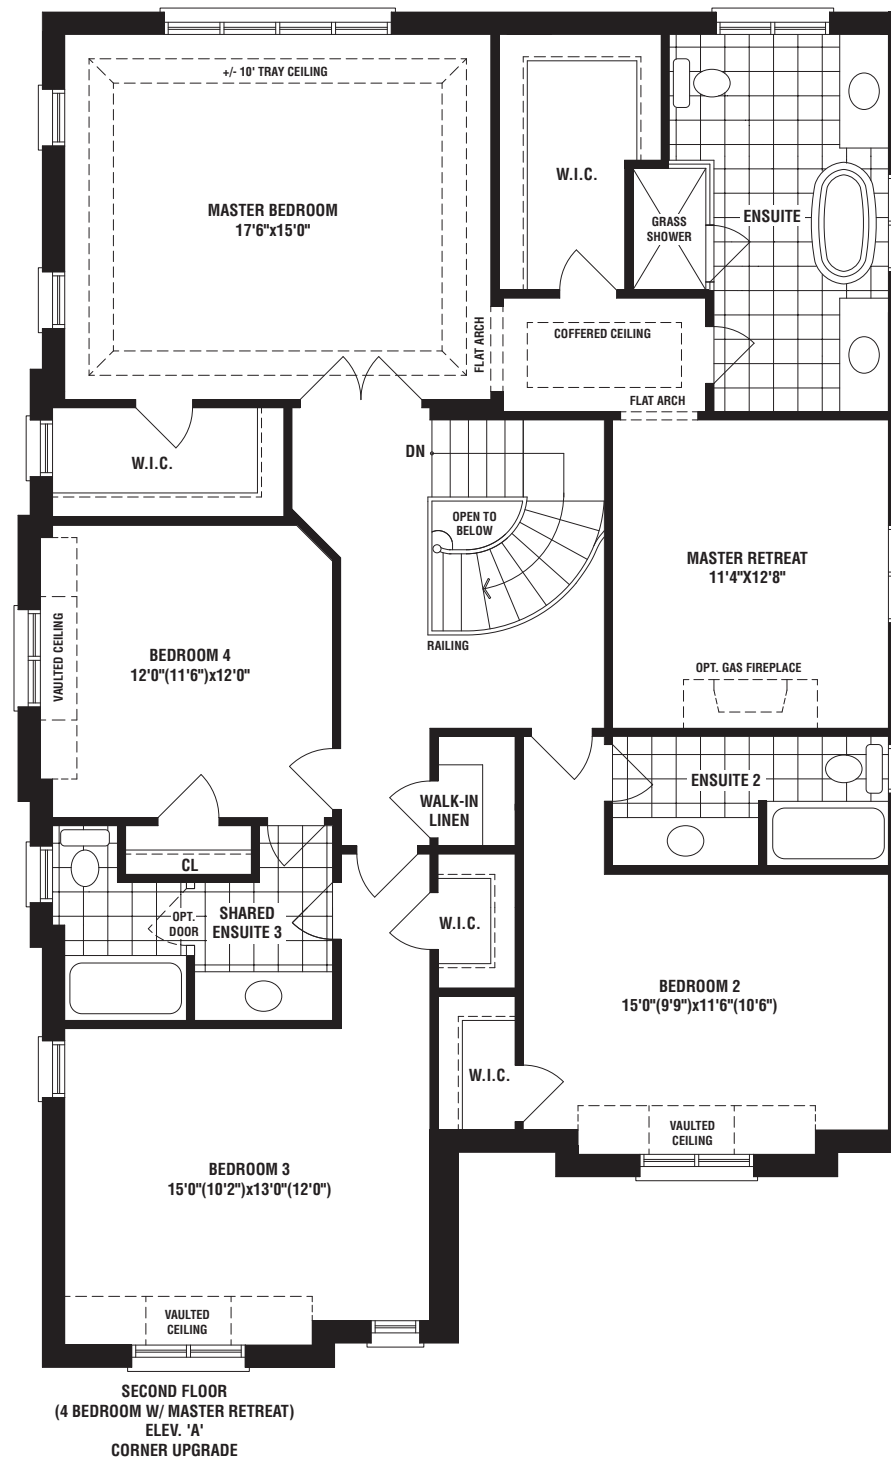 +/- 10' TRAY CEILING
MASTER BEDROOM
17'6"x15'0"
W.I.C.
GRASS
SHOWER
ENSUITE
FLAT ARCH
COFFERED CEILING
FLAT ARCH
W.I.C.
DN
OPEN TO
BELOW
RAILING
MASTER RETREAT
11'4"X12'8"
OPT. GAS FIREPLACE
VAULTED CEILING
BEDROOM 4
12'0"(11'6")x12'0"
WALK-IN
LINEN
ENSUITE 2
CL
OPT.
DOOR
SHARED
ENSUITE 3
W.I.C.
BEDROOM 2
15'0"(9'9")x11'6"(10'6")
W.I.C.
VAULTED
CEILING
BEDROOM 3
15'0"(10'2")x13'0"(12'0")
VAULTED
CEILING
SECOND FLOOR
(4 BEDROOM W/ MASTER RETREAT)
ELEV. 'A'
CORNER UPGRADE